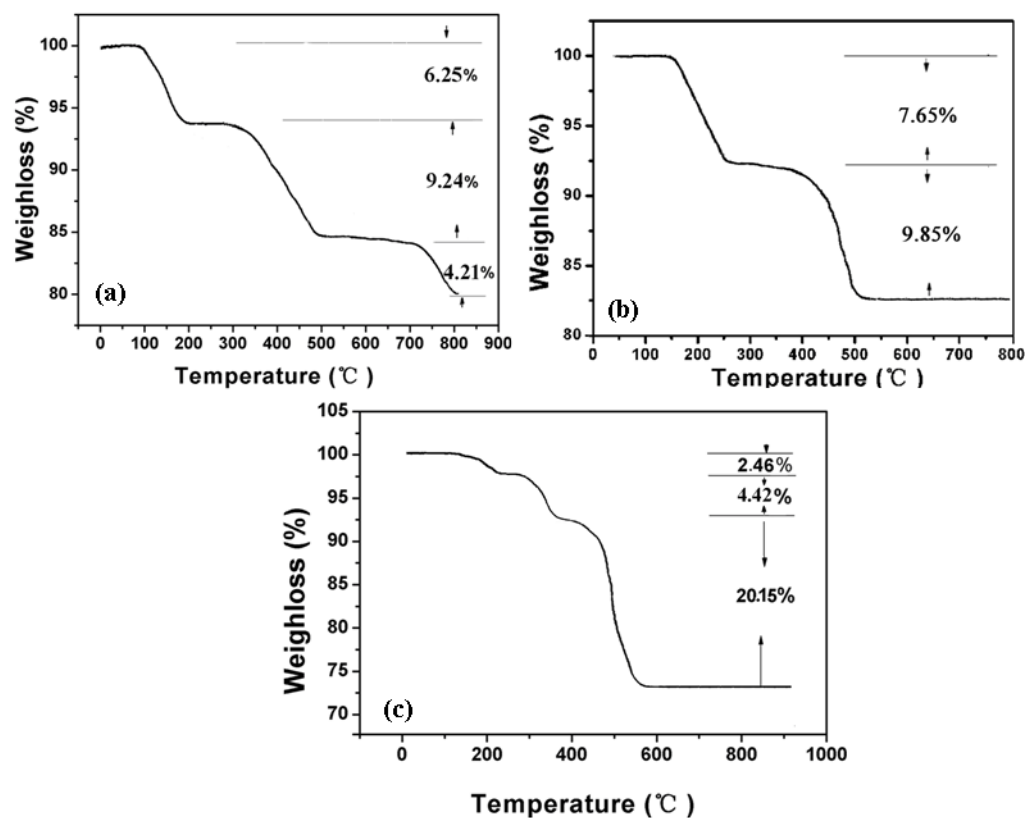 Weighloss (%)
100
95
90
85
80
6.25%
9.24%
4.21%
(a)
0 100 200 300 400 500 600 700 800 900
Temperature (℃ )
Weighloss (%)
100
95
90
85
80
7.65%
9.85%
(b)
0 100 200 300 400 500 600 700 800
Temperature (℃ )
Weighloss (%)
105
100
95
90
85
80
75
70
2.46%
4.42%
20.15%
(c)
0 200 400 600 800 1000
Temperature (℃ )